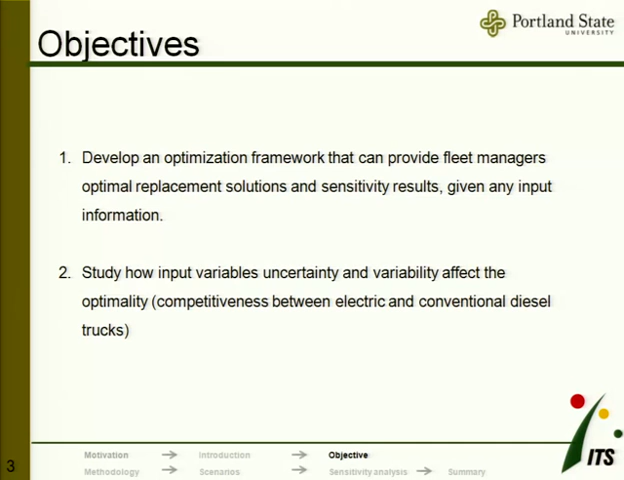 Portland State
UNIVERSITY
Objectives
1. Develop an optimization framework that can provide fleet managers
optimal replacement solutions and sensitivity results, given any input
information.
2. Study how input variables uncertainty and variability affect the
optimality (competitiveness between electric and conventional diesel
trucks)
ITS
3
Motivation → Introduction → Objective
Methodology → Scenarios → Sensitivity analysis → Summary